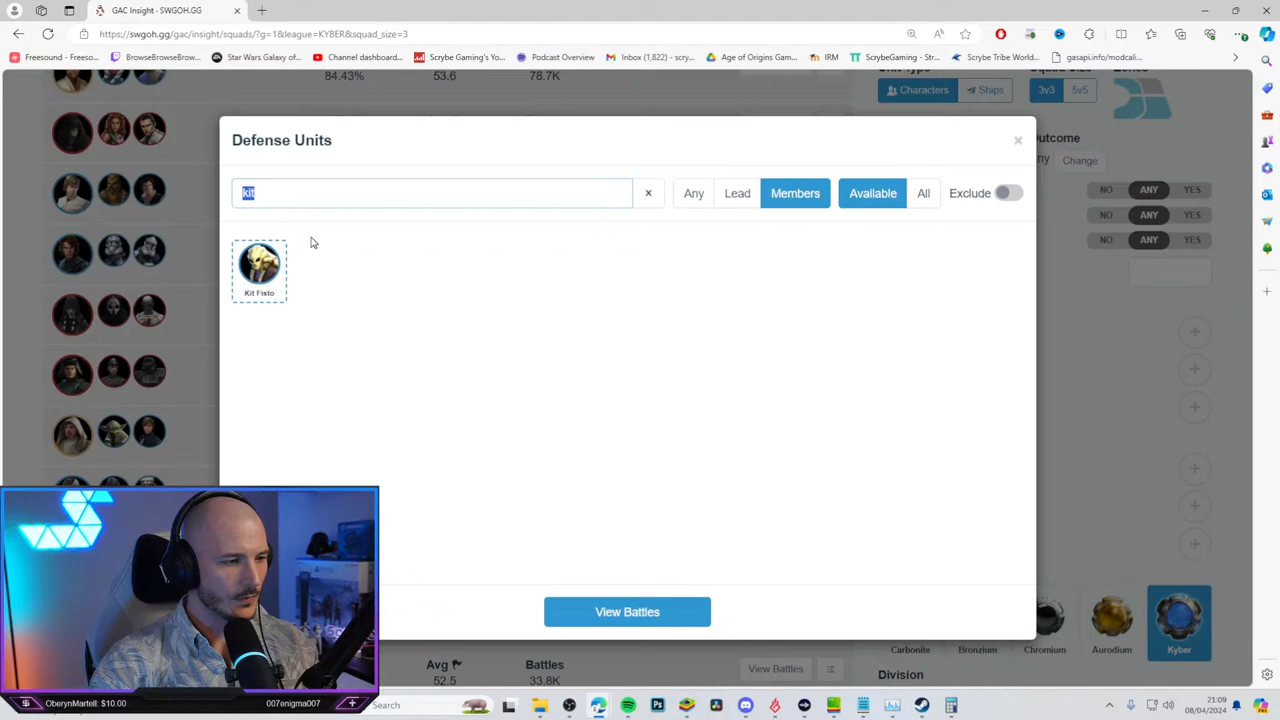 GAC Insight - SWGOH.GG
https://swgoh.gg/gac/insight/squads/?g=1&league=KYBER&squad_size=3
Freesound - Freeso...
BrowseBrowseBrow...
Star Wars Galaxy of...
Channel dashboard...
Scrybe Gaming's Yo...
Podcast Overview
Inbox (1,822) - scry...
Age of Origins Gam...
IRM
ScrybeGaming - Str...
Scrybe Tribe World...
gasapi.info/modcali...
84.43%
53.6
78.7K
Characters
Ships
3v3
5v5
Defense Units
Outcome
Change
kit
Any
Lead
Members
Available
All
Exclude
NO ANY YES
NO ANY YES
NO ANY YES
Kit Fisto
View Battles
Carbonite
Bronzium
Chromium
Aurodium
Kyber
Avg
Battles
52.5
33.8K
View Battles
Division
OberynMartell: $10.00
007enigma007
Search
21:09
08/04/2024